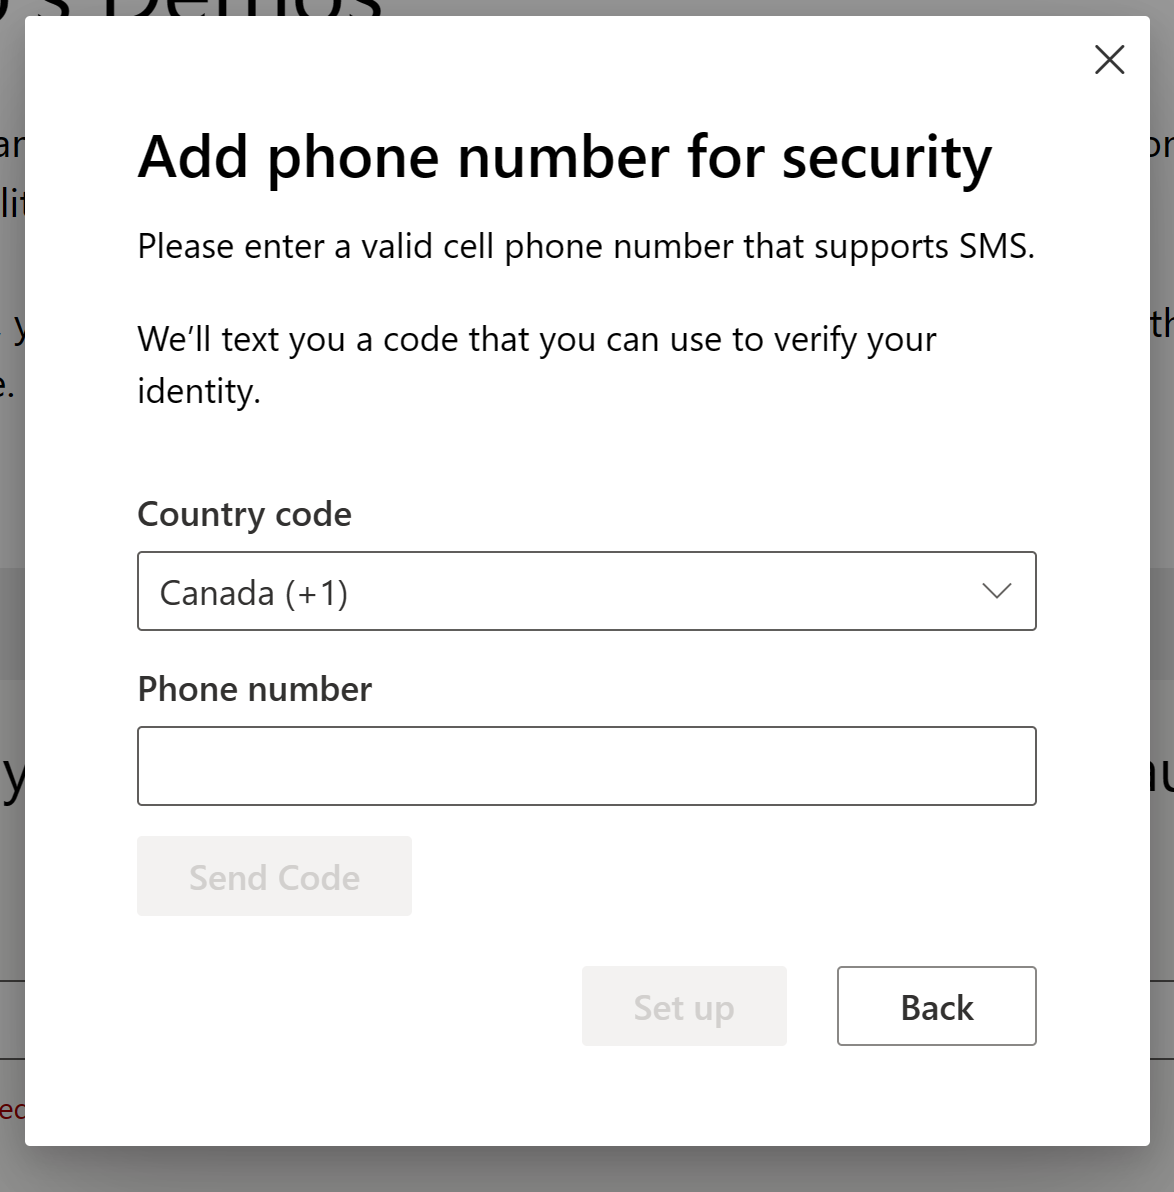 Demos
Add phone number for security
Please enter a valid cell phone number that supports SMS.
We’ll text you a code that you can use to verify your
identity.
Country code
Canada (+1)
Phone number
Send Code
Set up
Back